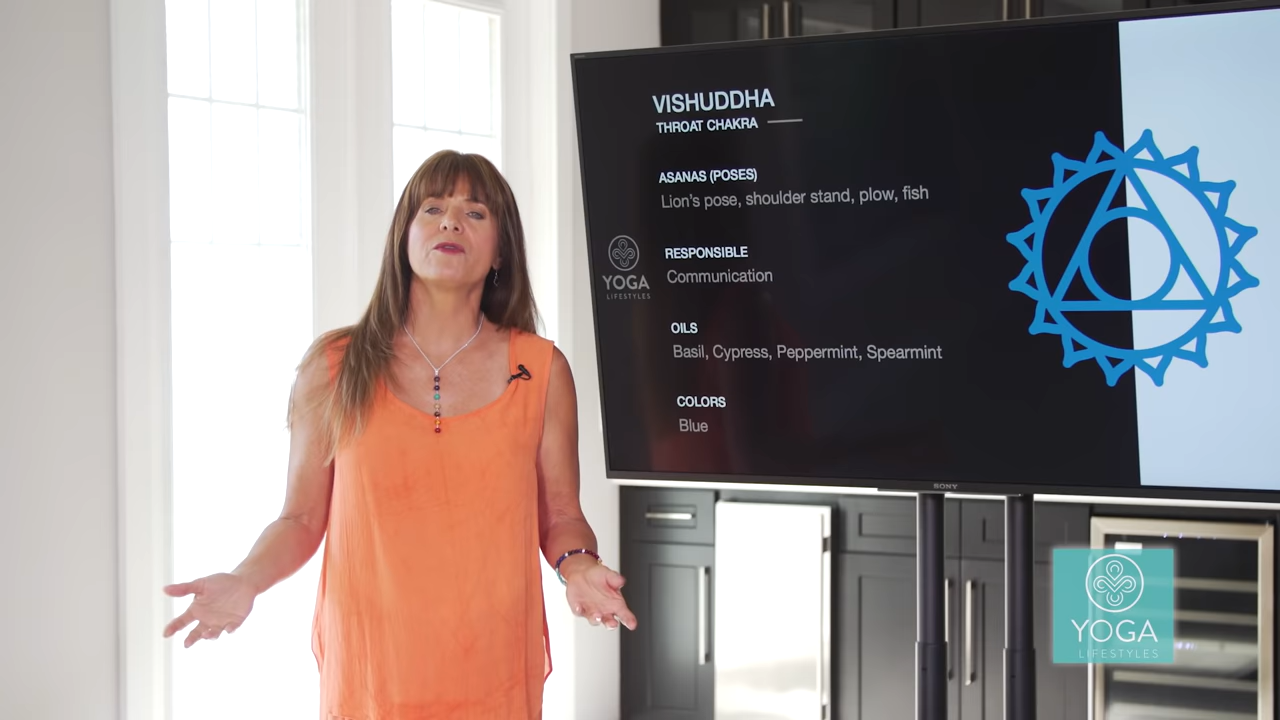 VISHUDDHA
THROAT CHAKRA
ASANAS (POSES)
Lion's pose, shoulder stand, plow, fish
RESPONSIBLE
Communication
OILS
Basil, Cypress, Peppermint, Spearmint
COLORS
Blue
YOGA
LIFESTYLES
SONY
YOGA
LIFESTYLES